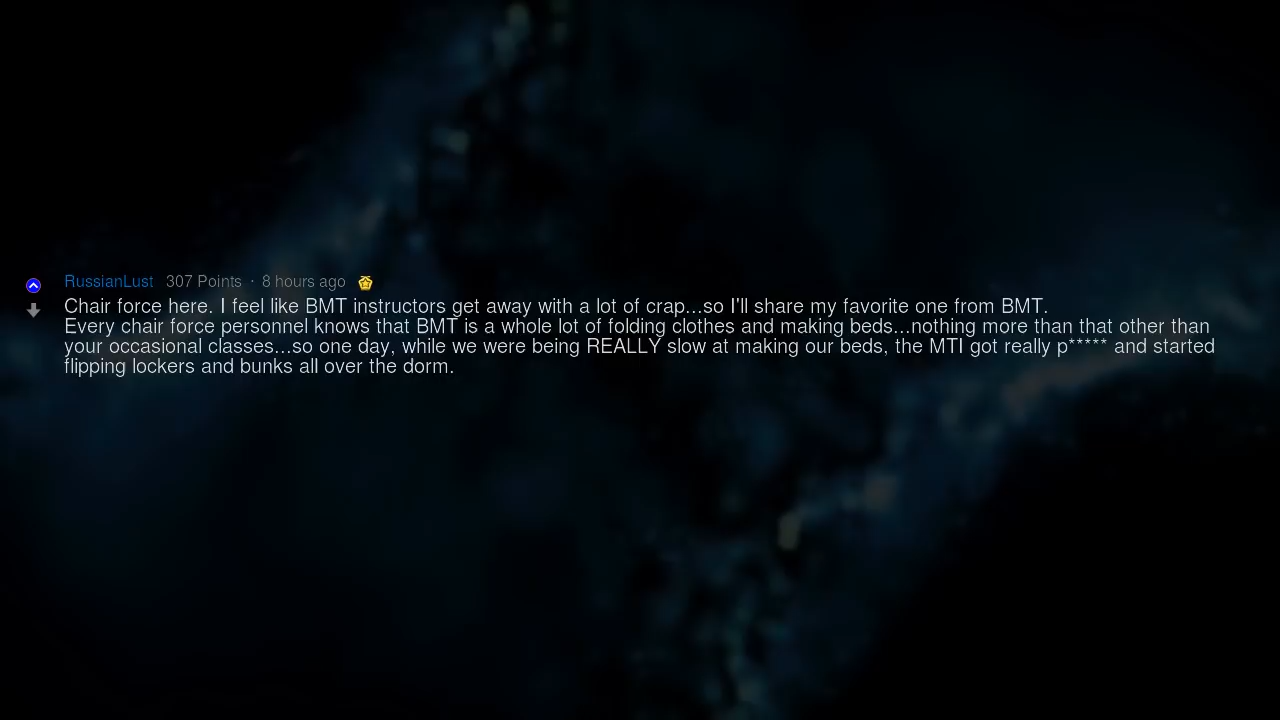 RussianLust 307 Points · 8 hours ago
Chair force here. I feel like BMT instructors get away with a lot of crap...so I'll share my favorite one from BMT.
Every chair force personnel knows that BMT is a whole lot of folding clothes and making beds...nothing more than that other than
your occasional classes...so one day, while we were being REALLY slow at making our beds, the MTI got really p***** and started
flipping lockers and bunks all over the dorm.